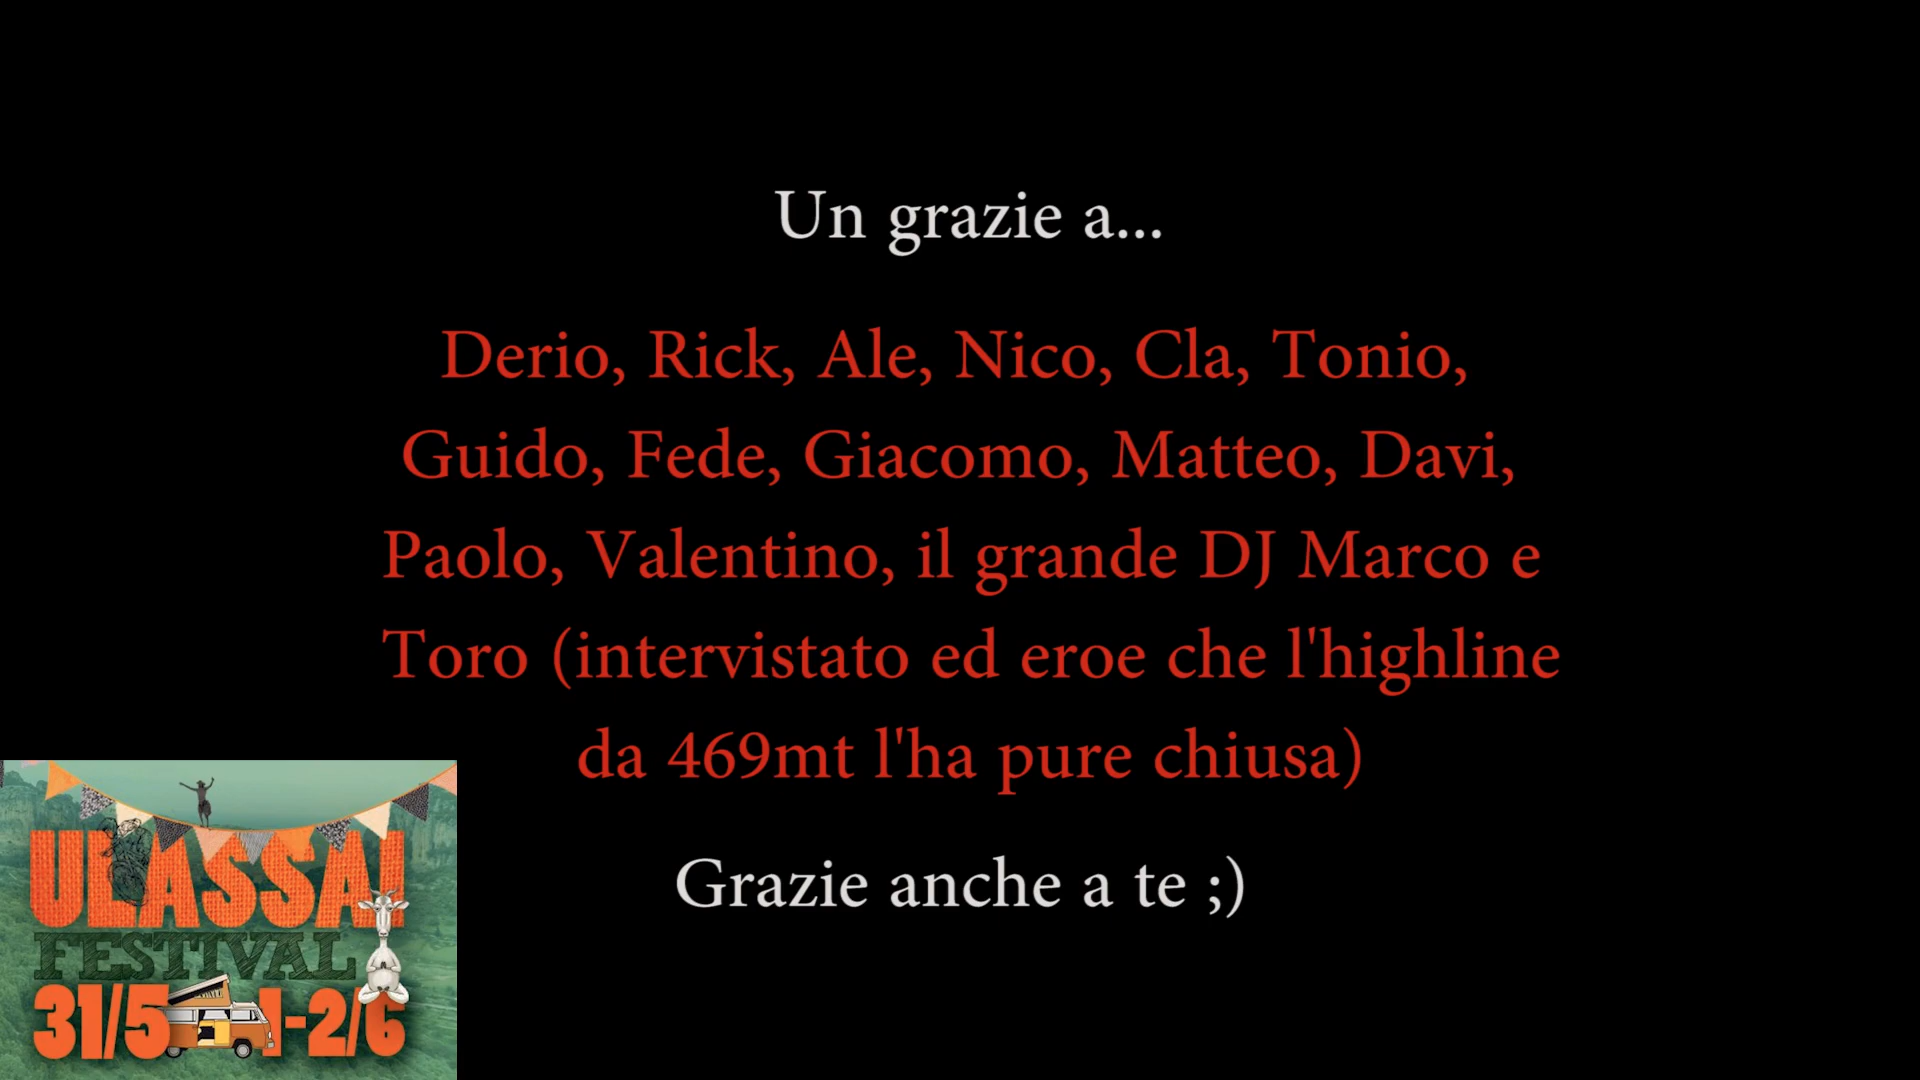 Un grazie a...
Derio, Rick, Ale, Nico, Cla, Tonio,
Guido, Fede, Giacomo, Matteo, Davi,
Paolo, Valentino, il grande DJ Marco e
Toro (intervistato ed eroe che l'highline
da 469mt l'ha pure chiusa)
Grazie anche a te ;)
ULASSAI
FESTIVAL
31/5 1-2/6